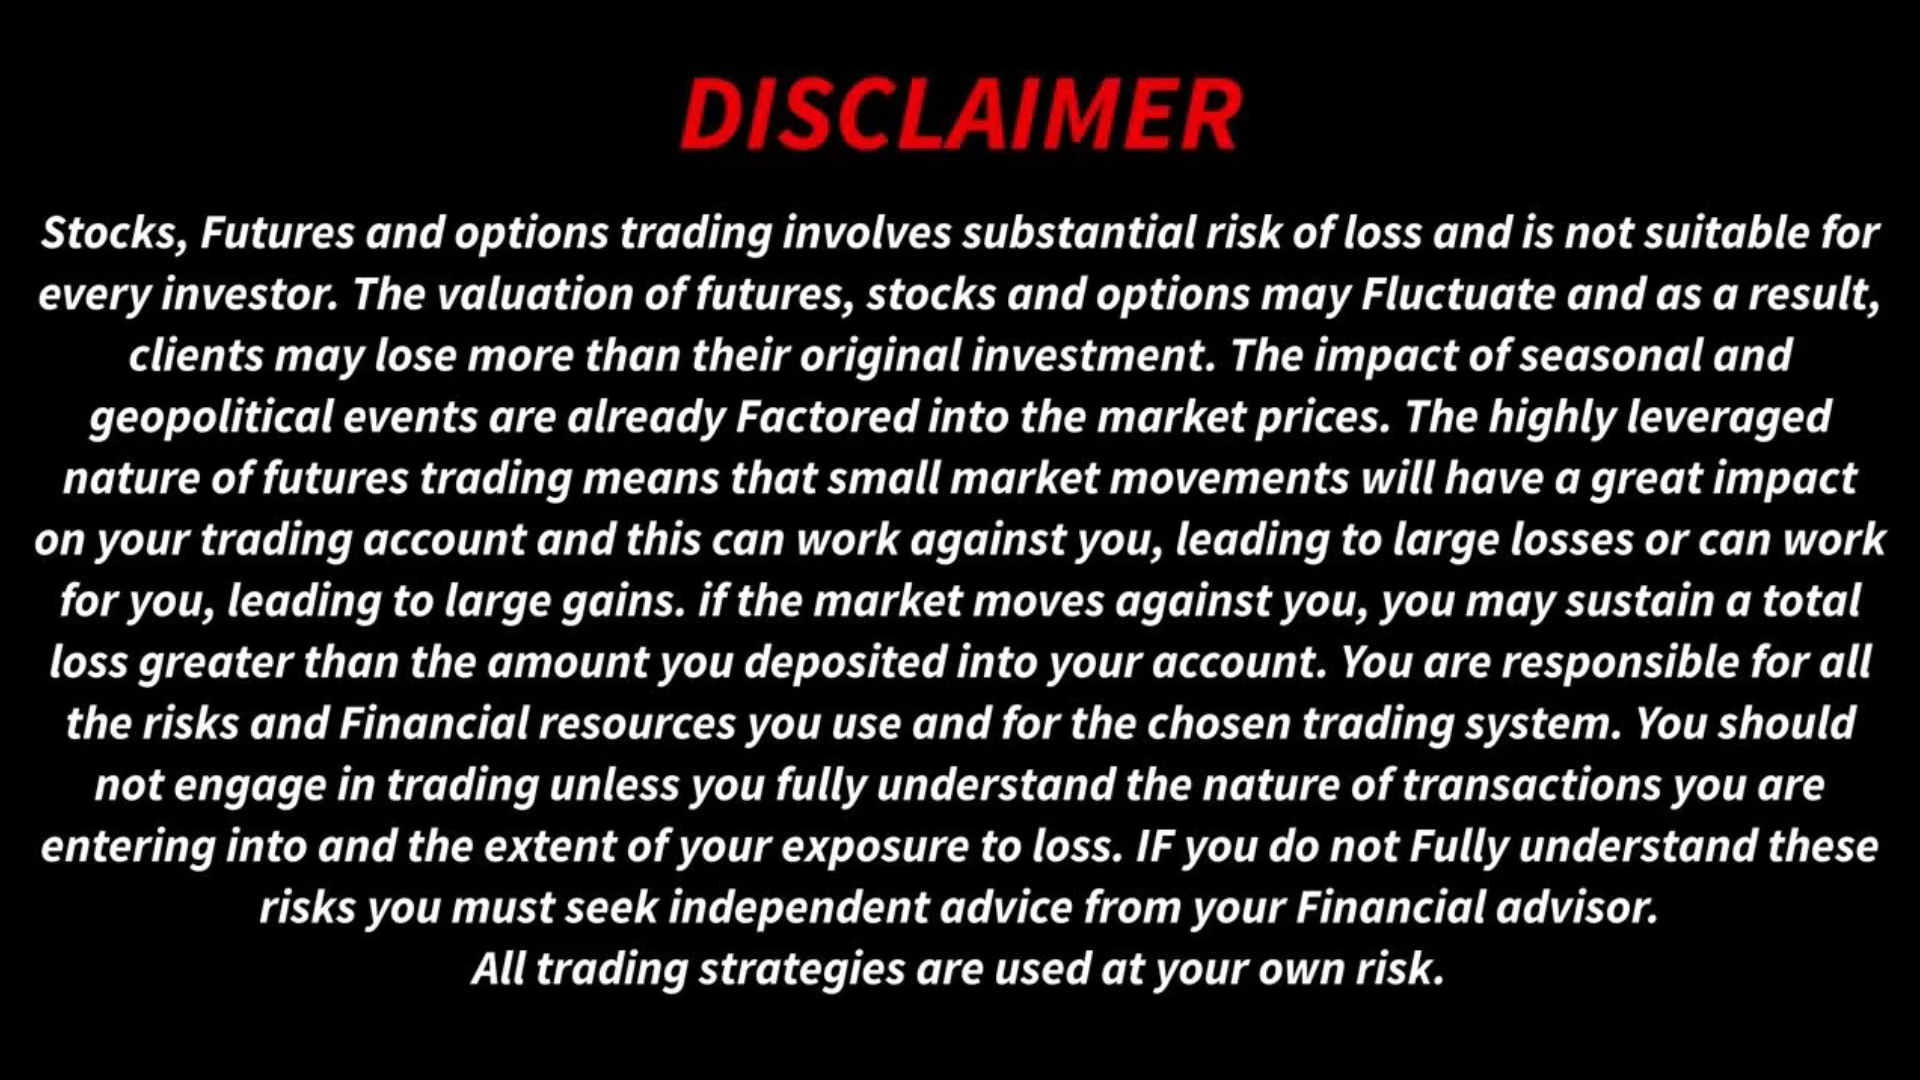 DISCLAIMER
Stocks, Futures and options trading involves substantial risk of loss and is not suitable for
every investor. The valuation of futures, stocks and options may Fluctuate and as a result,
clients may lose more than their original investment. The impact of seasonal and
geopolitical events are already Factored into the market prices. The highly leveraged
nature of futures trading means that small market movements will have a great impact
on your trading account and this can work against you, leading to large losses or can work
for you, leading to large gains. if the market moves against you, you may sustain a total
loss greater than the amount you deposited into your account. You are responsible for all
the risks and Financial resources you use and for the chosen trading system. You should
not engage in trading unless you fully understand the nature of transactions you are
entering into and the extent of your exposure to loss. IF you do not Fully understand these
risks you must seek independent advice from your Financial advisor.
All trading strategies are used at your own risk.